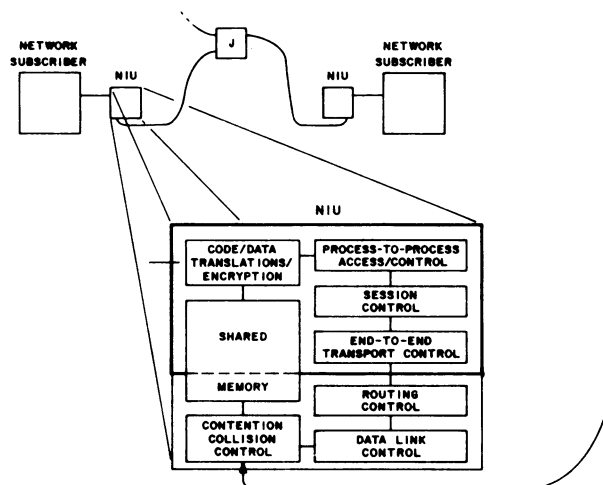 J
NETWORK
SUBSCRIBER
NIU
NIU
NETWORK
SUBSCRIBER
NIU
CODE/DATA
TRANSLATIONS/
ENCRYPTION
PROCESS-TO-PROCESS
ACCESS/CONTROL
SESSION
CONTROL
SHARED
END-TO-END
TRANSPORT CONTROL
MEMORY
ROUTING
CONTROL
CONTENTION
COLLISION
CONTROL
DATA LINK
CONTROL